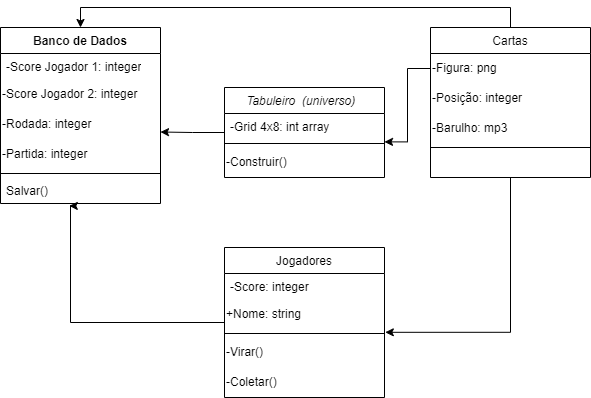 Banco de Dados
-Score Jogador 1: integer
-Score Jogador 2: integer
-Rodada: integer
-Partida: integer
Salvar()
Tabuleiro (universo)
-Grid 4x8: int array
-Construir()
Cartas
-Figura: png
-Posição: integer
-Barulho: mp3
Jogadores
-Score: integer
+Nome: string
-Virar()
-Coletar()